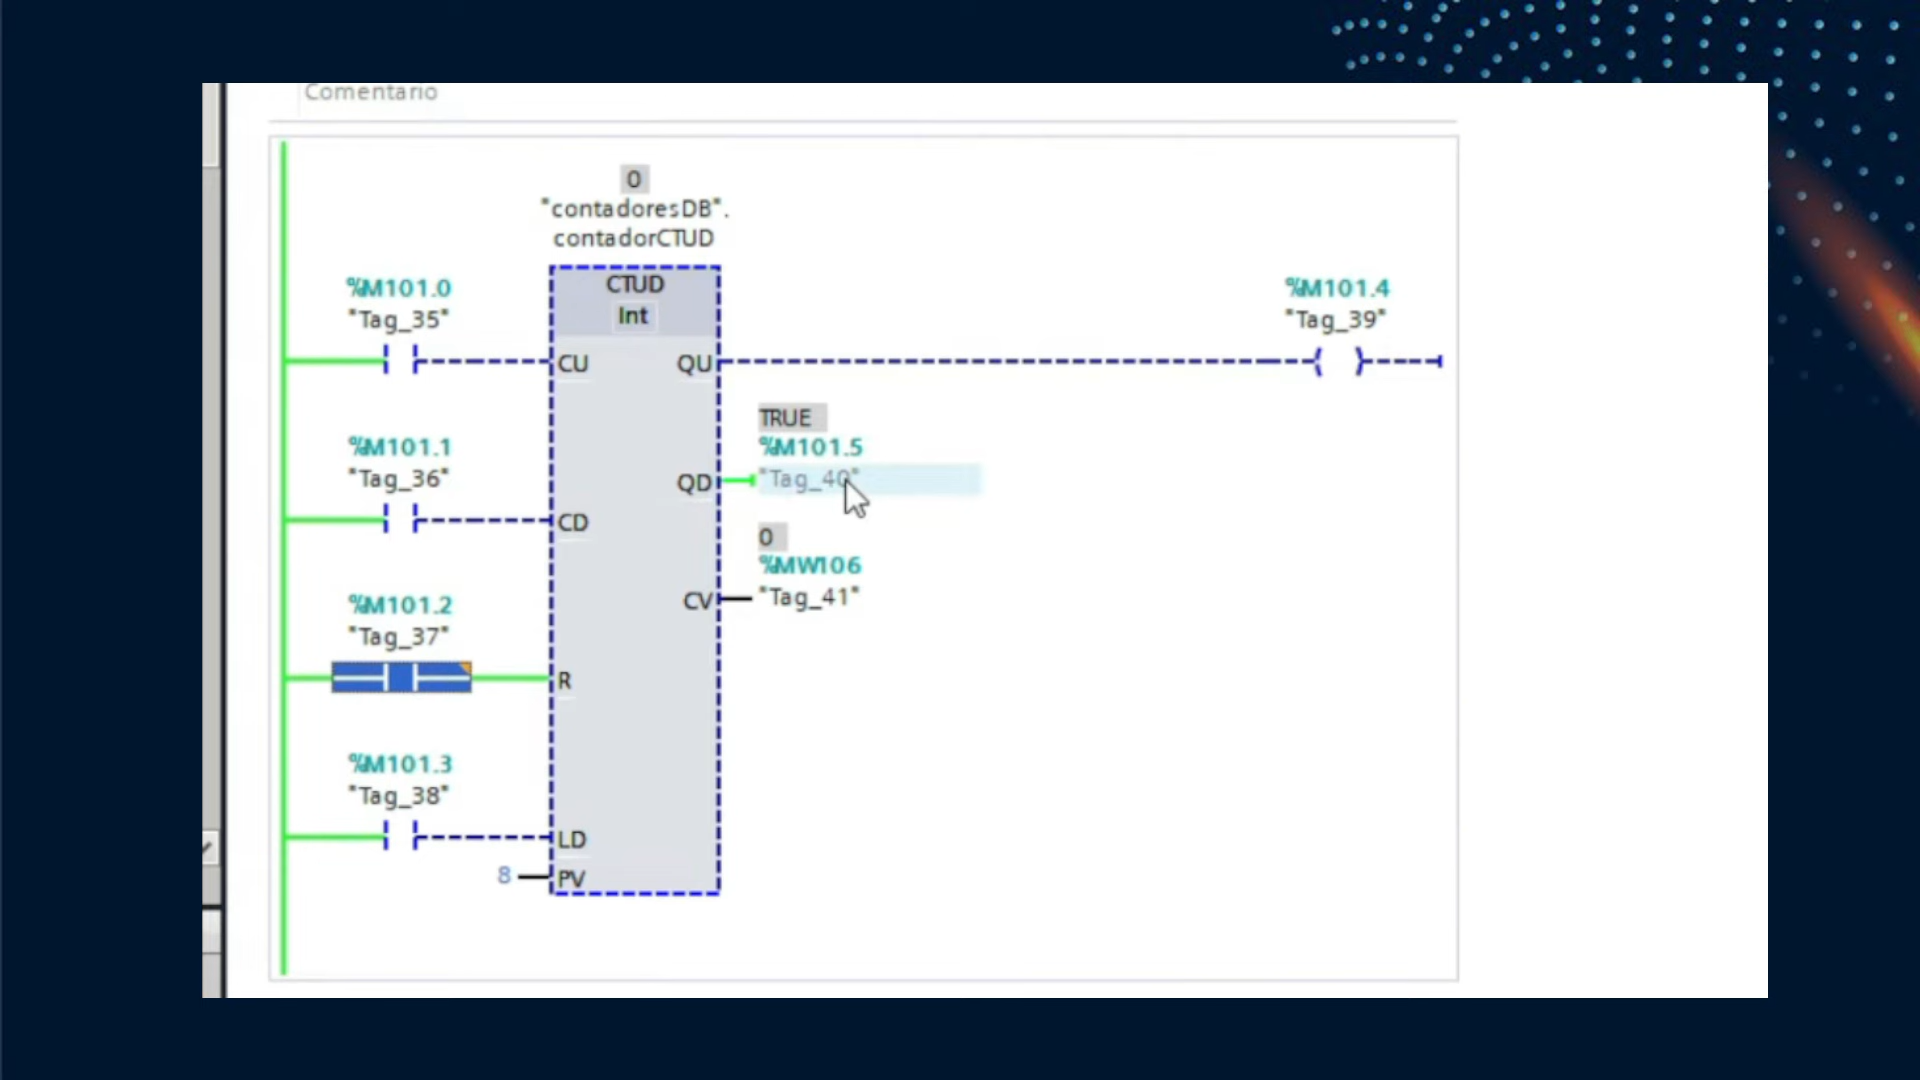 Comentario
0
"contadoresDB".
contadorCTUD
CTUD
Int
%M101.0
"Tag_35"
CU
QU
%M101.4
"Tag_39"
TRUE
%M101.5
"Tag_40"
QD
%M101.1
"Tag_36"
CD
0
%MW106
"Tag_41"
CV
%M101.2
"Tag_37"
R
%M101.3
"Tag_38"
LD
8
PV